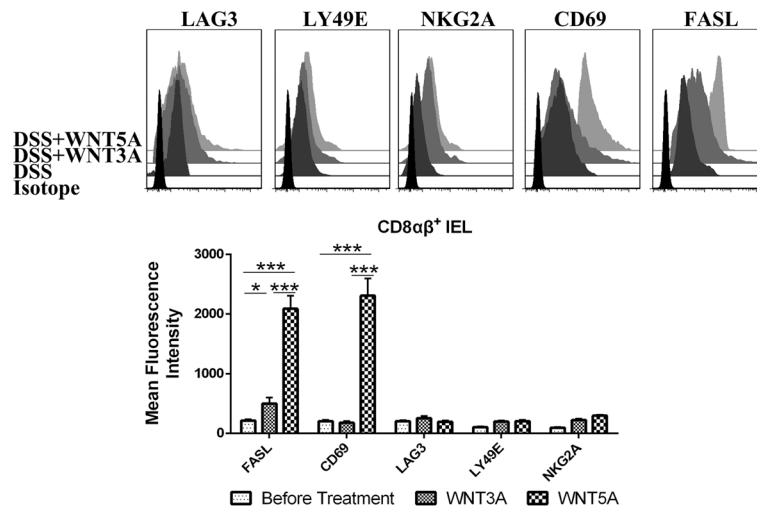 LAG3 LY49E NKG2A CD69 FASL
DSS+WNT5A
DSS+WNT3A
DSS
Isotope
CD8αβ⁺ IEL
Mean Fluorescence
Intensity
3000
2000
1000
0
***
* ***
***
***
FASL CD69 LAG3 LY49E NKG2A
Before Treatment WNT3A WNT5A